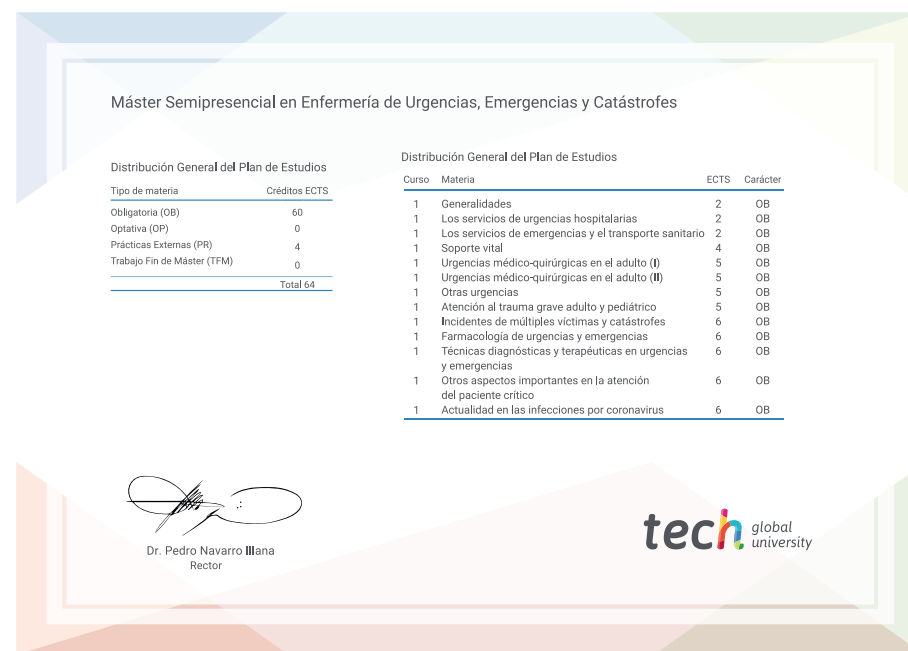 Máster Semipresencial en Enfermería de Urgencias, Emergencias y Catástrofes
Distribución General del Plan de Estudios
Tipo de materia Créditos ECTS
Obligatoria (OB) 60
Optativa (OP) 0
Prácticas Externas (PR) 4
Trabajo Fin de Máster (TFM) 0
Total 64
Distribución General del Plan de Estudios
Curso Materia ECTS Carácter
1 Generalidades 2 OB
1 Los servicios de urgencias hospitalarias 2 OB
1 Los servicios de emergencias y el transporte sanitario 2 OB
1 Soporte vital 4 OB
1 Urgencias médico-quirúrgicas en el adulto (I) 5 OB
1 Urgencias médico-quirúrgicas en el adulto (II) 5 OB
1 Otras urgencias 5 OB
1 Atención al trauma grave adulto y pediátrico 5 OB
1 Incidentes de múltiples víctimas y catástrofes 6 OB
1 Farmacología de urgencias y emergencias 6 OB
1 Técnicas diagnósticas y terapéuticas en urgencias 6 OB
y emergencias
1 Otros aspectos importantes en la atención 6 OB
del paciente crítico
1 Actualidad en las infecciones por coronavirus 6 OB
Dr. Pedro Navarro Illana
Rector
tech global
university